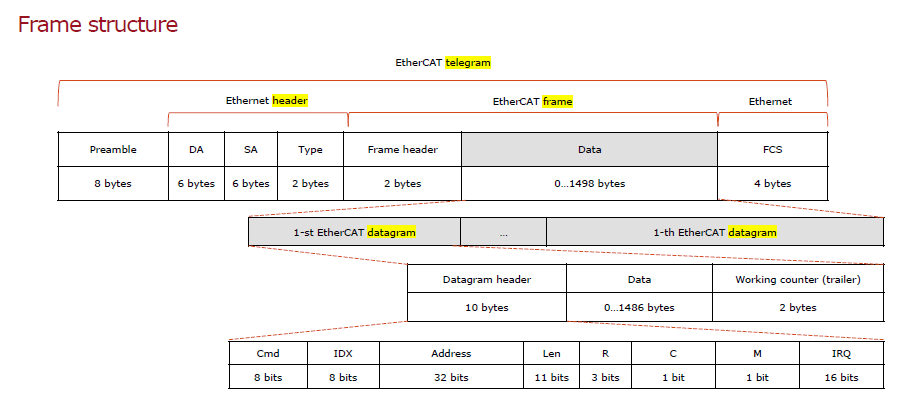 Frame structure
EtherCAT telegram
Ethernet header EtherCAT frame Ethernet
Preamble DA SA Type Frame header Data FCS
8 bytes 6 bytes 6 bytes 2 bytes 2 bytes 0...1498 bytes 4 bytes
1-st EtherCAT datagram ... 1-th EtherCAT datagram
Datagram header Data Working counter (trailer)
10 bytes 0...1486 bytes 2 bytes
Cmd IDX Address Len R C M IRQ
8 bits 8 bits 32 bits 11 bits 3 bits 1 bit 1 bit 16 bits